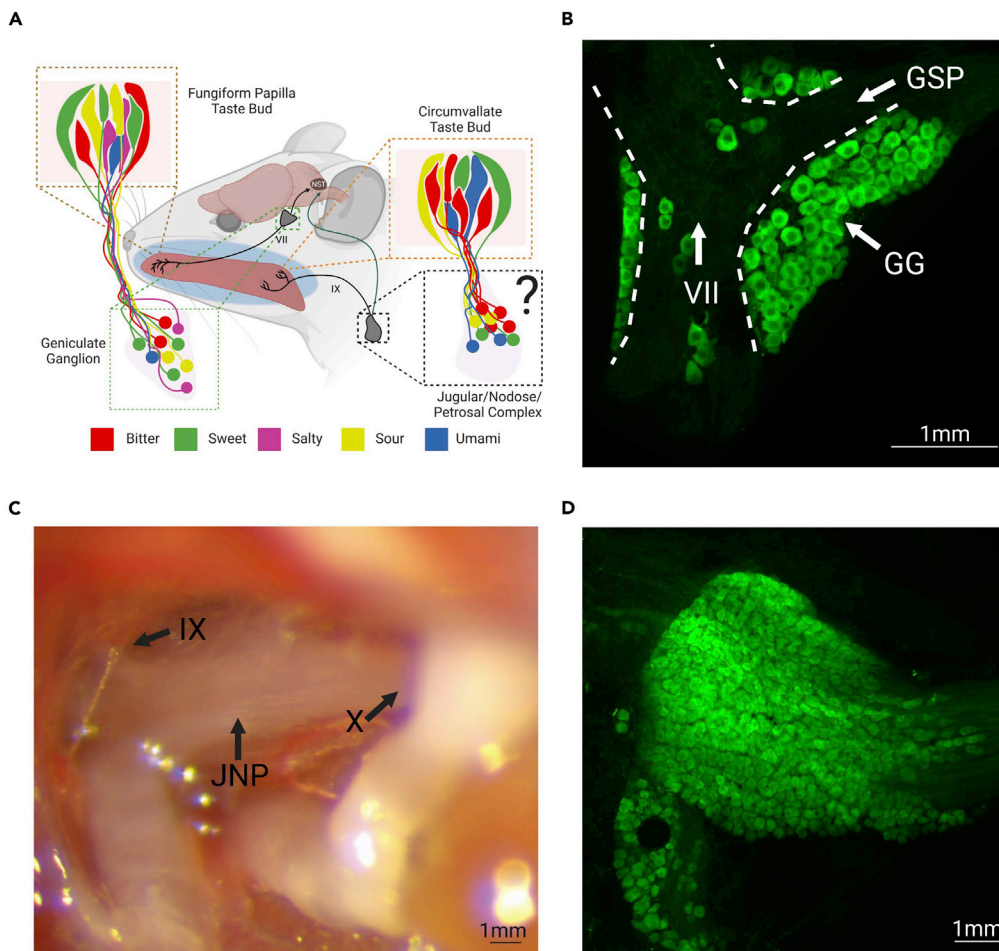 A
Fungiform Papilla
Taste Bud
Circumvallate
Taste Bud
NST
VII
IX
?
Geniculate
Ganglion
Jugular/Nodose/
Petrosal Complex
Bitter
Sweet
Salty
Sour
Umami
B
GSP
GG
VII
1mm
C
IX
X
JNP
1mm
D
1mm